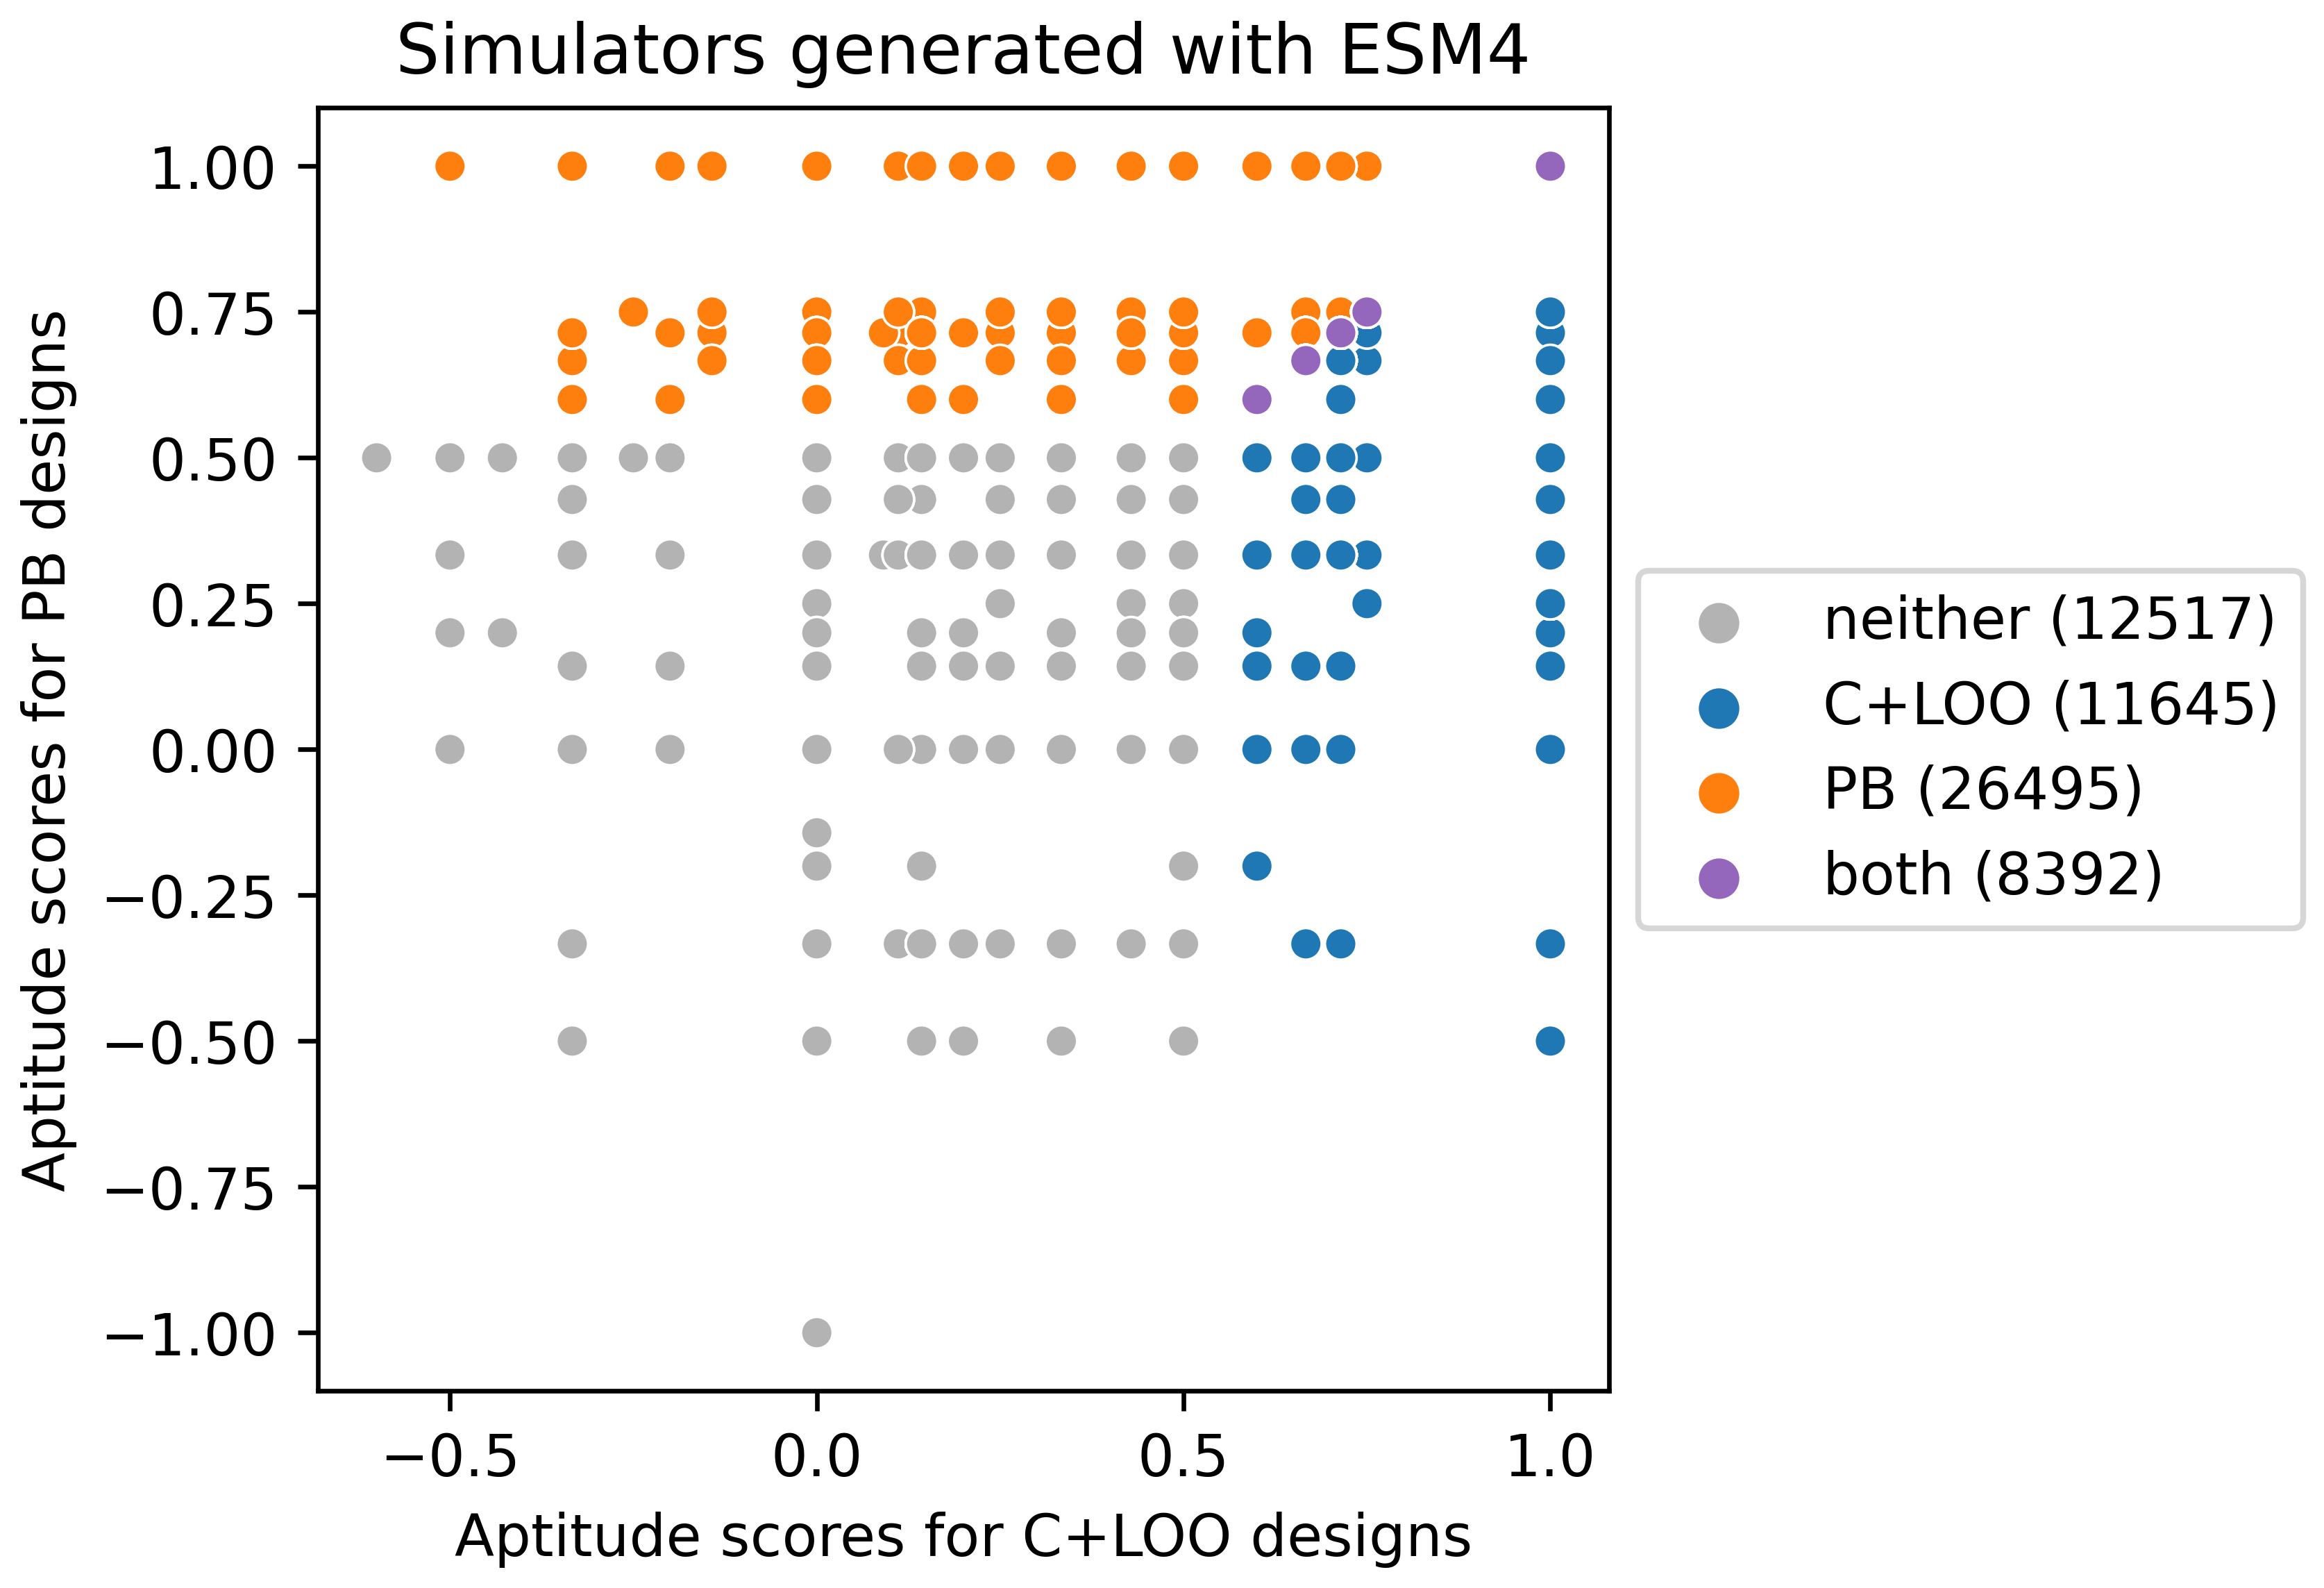 Simulators generated with ESM4
1.00
0.75
0.50
0.25
0.00
−0.25
−0.50
−0.75
−1.00
Aptitude scores for PB designs
−0.5
0.0
0.5
1.0
Aptitude scores for C+LOO designs
neither (12517)
C+LOO (11645)
PB (26495)
both (8392)